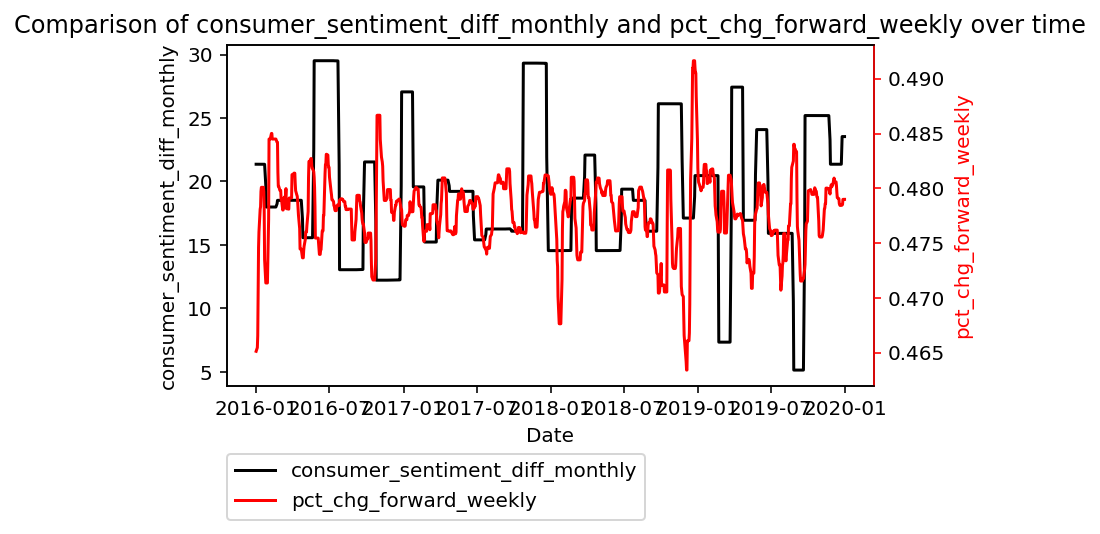 Comparison of consumer_sentiment_diff_monthly and pct_chg_forward_weekly over time
consumer_sentiment_diff_monthly
30
25
20
15
10
5
0.490
0.485
0.480
0.475
0.470
0.465
pct_chg_forward_weekly
2016-01 2016-07 2017-01 2017-07 2018-01 2018-07 2019-01 2019-07 2020-01
Date
consumer_sentiment_diff_monthly
pct_chg_forward_weekly